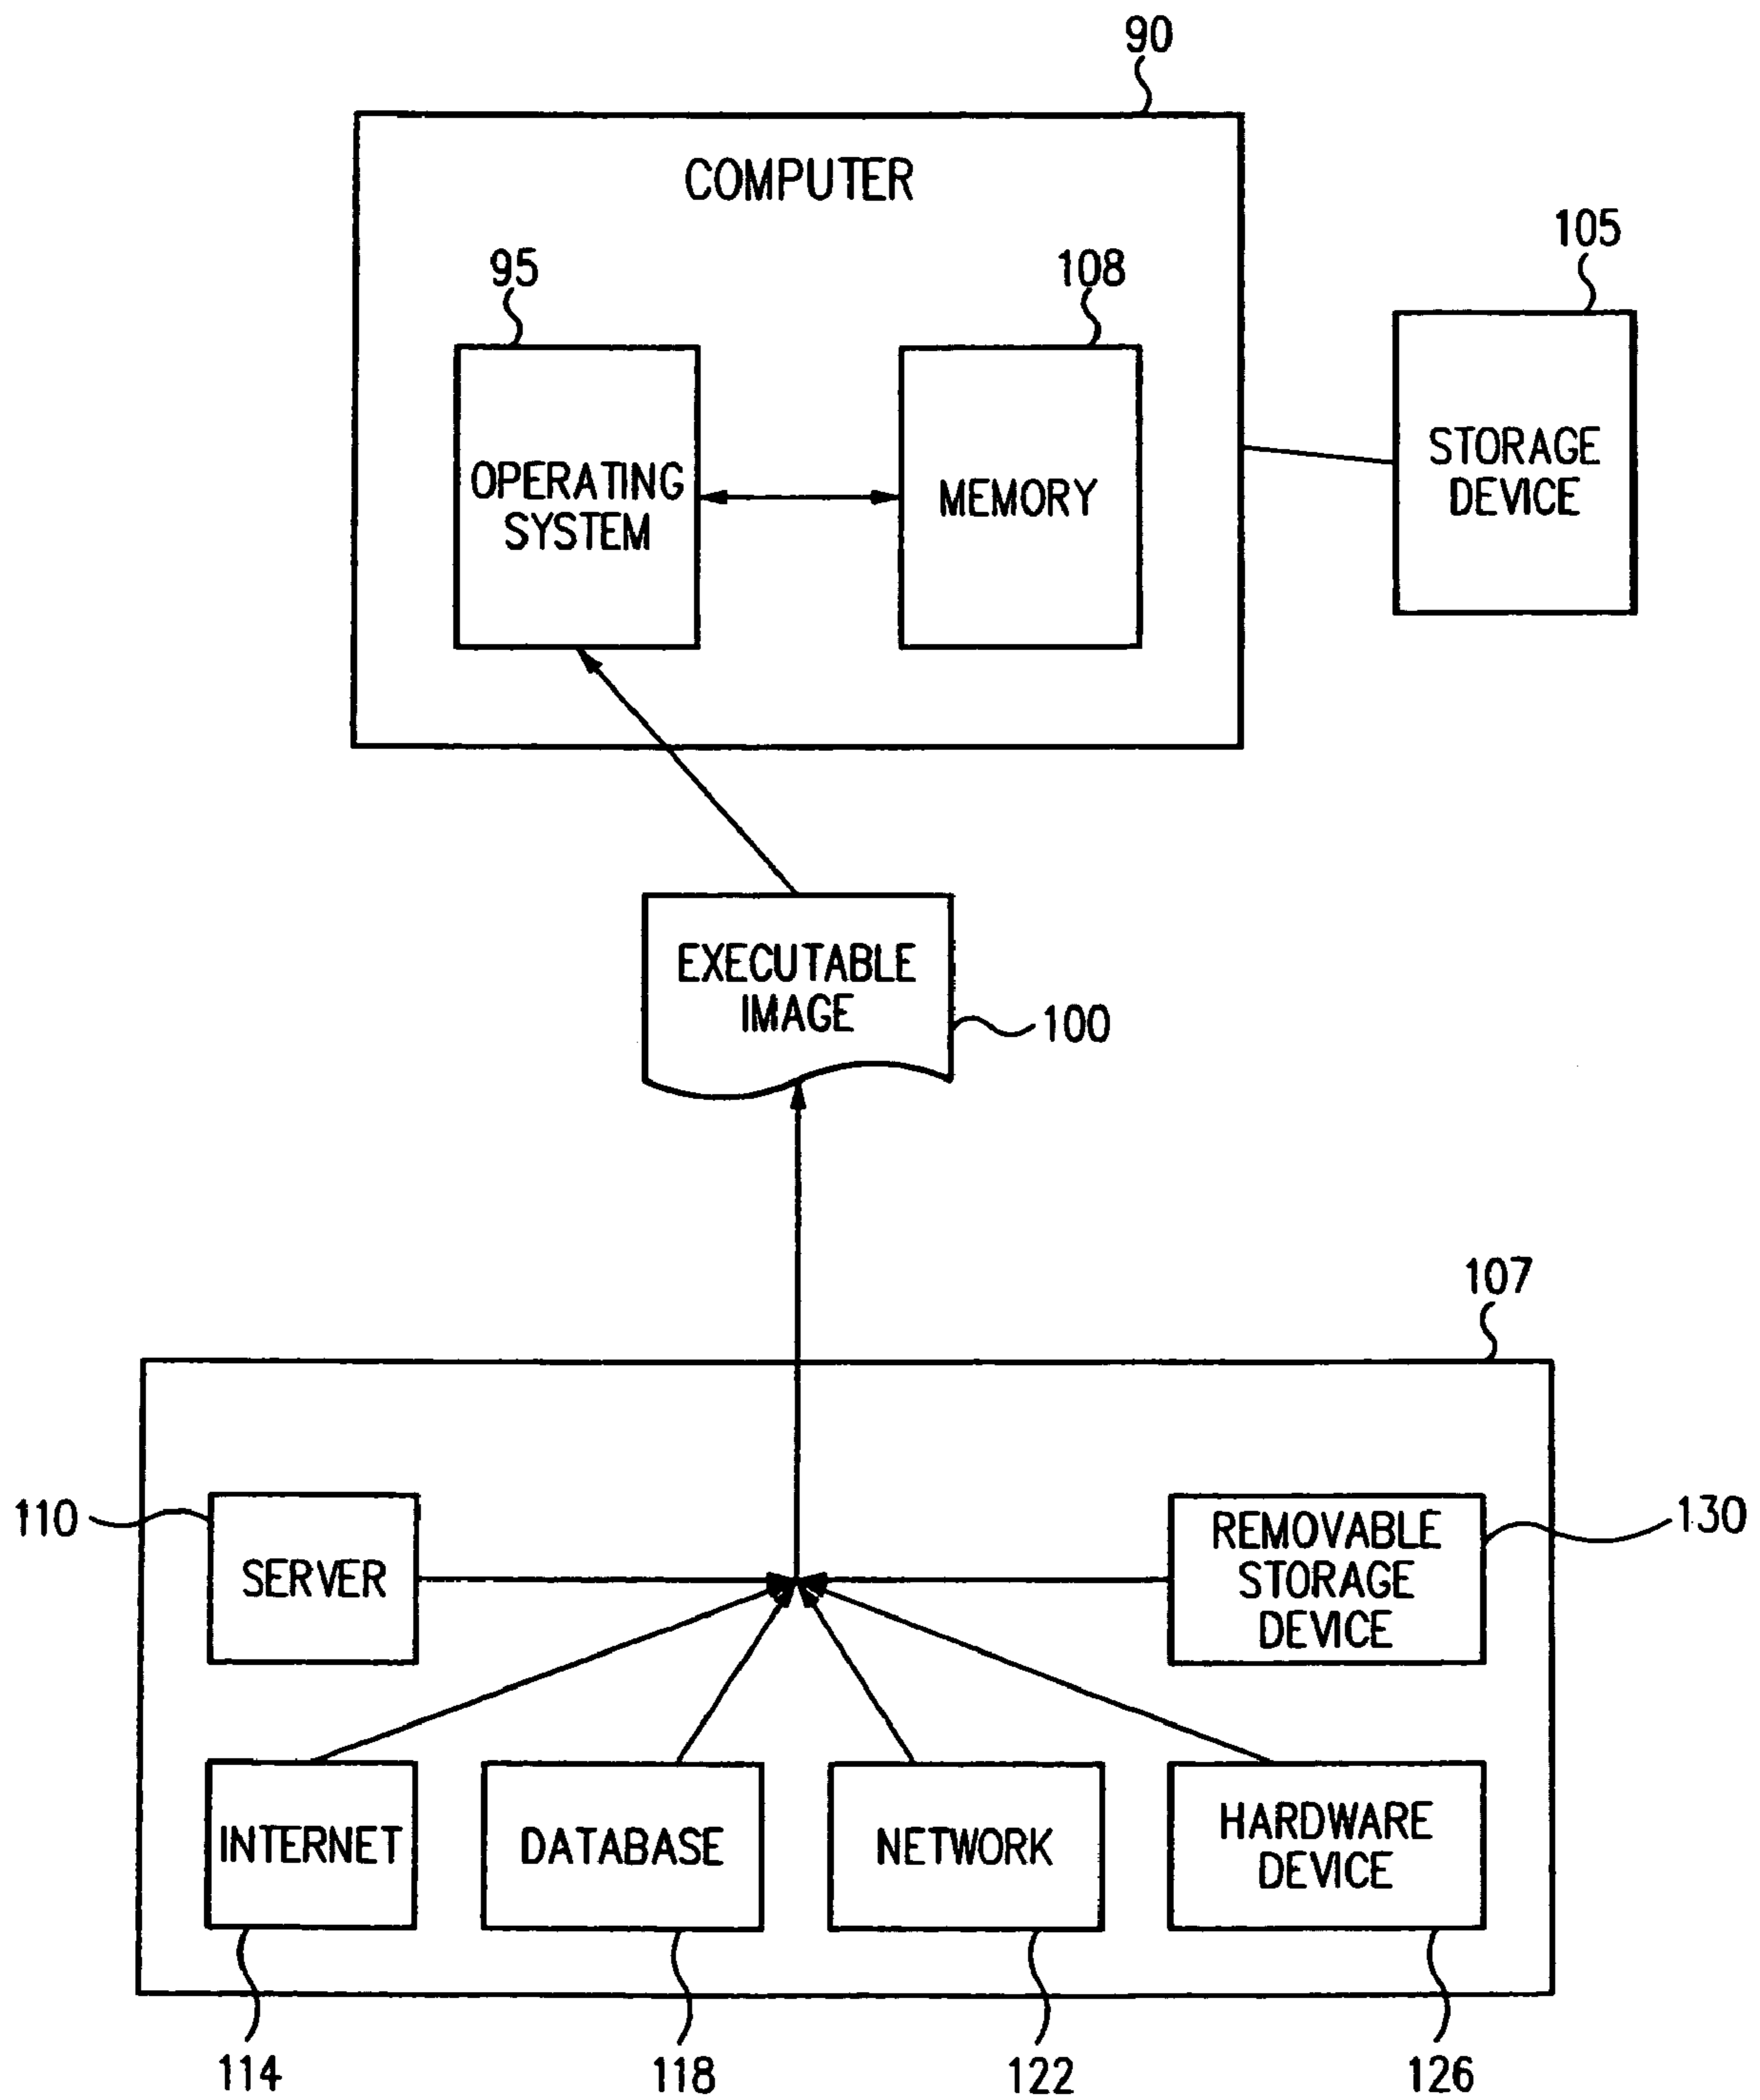 90
COMPUTER
105
95
108
OPERATING
SYSTEM
MEMORY
STORAGE
DEVICE
EXECUTABLE
IMAGE
100
107
110
SERVER
REMOVABLE
STORAGE
DEVICE
130
INTERNET
DATABASE
NETWORK
HARDWARE
DEVICE
114
118
122
126